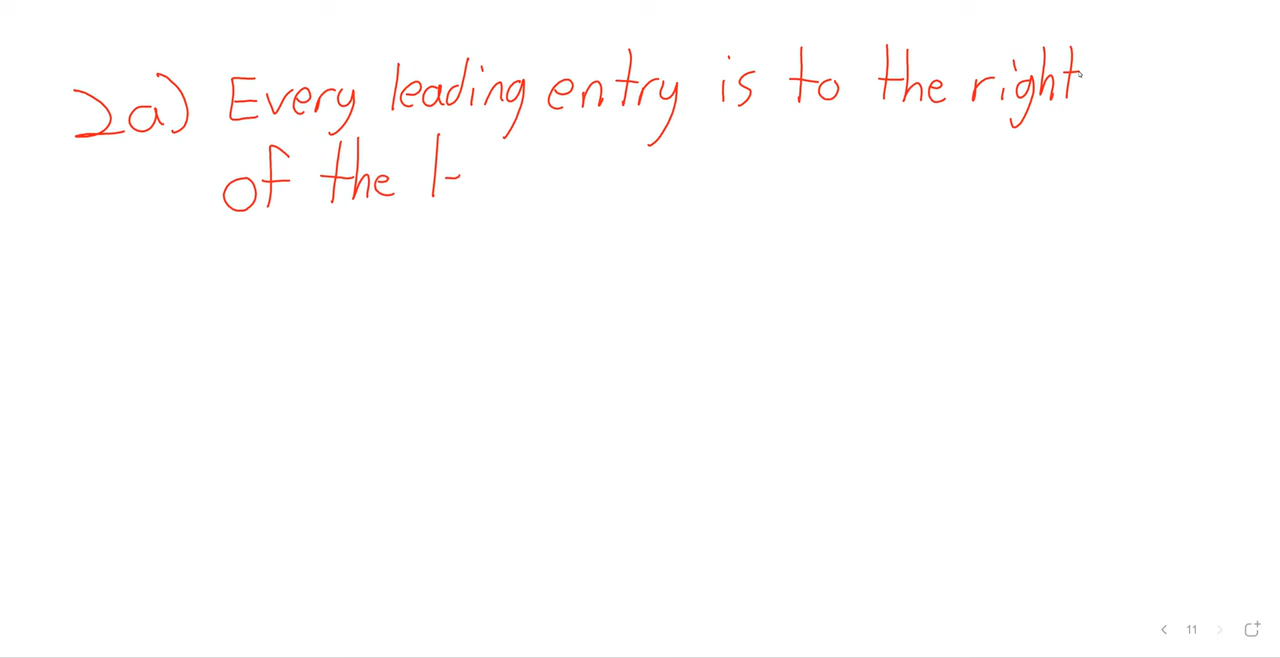 2a) Every leading entry is to the right
of the l
11